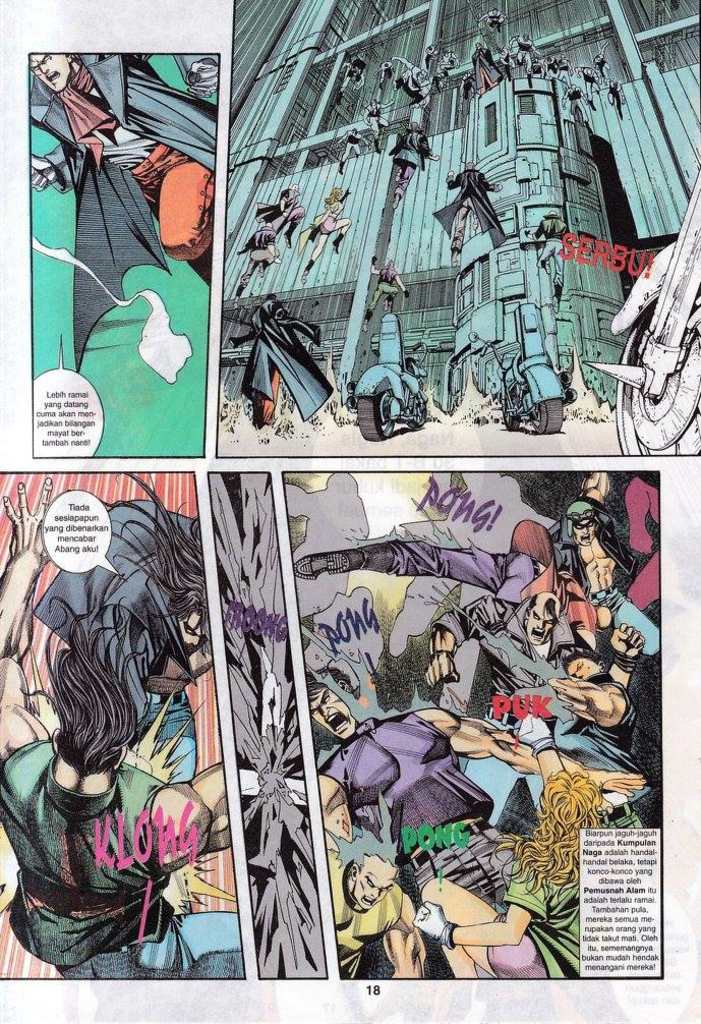 SERBU!
Lebih ramai
yang datang
cuma akan men-
jadikan bilangan
mayat ber-
tambah nanti!
Tiada
sesiapapun
yang dibenarkan
mencabar
Abang aku!
KLONG
!
PONG!
PONG
!
PUK
!
PONG
!
Biarpun jaguh-jaguh
daripada Kumpulan
Naga adalah handal-
handal belaka, tetapi
konco-konco yang
dibawa oleh
Pemusnah Alam itu
adalah terlalu ramai.
Tambahan pula,
mereka semua me-
rupakan orang yang
tidak takut mati. Oleh
itu, sememangnya
bukan mudah hendak
menangani mereka!
18